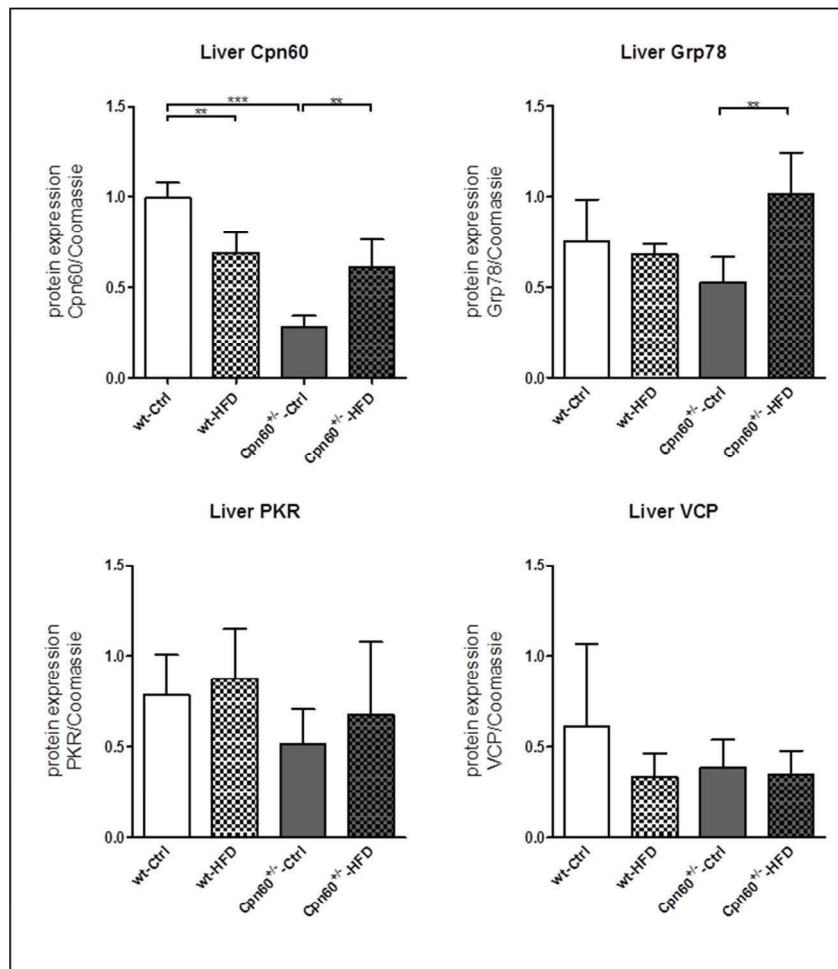 Liver Cpn60
protein expression
Cpn60/Coomassie
1.5
1.0
0.5
0.0
***
**
**
wt-Ctrl
wt-HFD
Cpn60+/- -Ctrl
Cpn60+/- -HFD
Liver Grp78
protein expression
Grp78/Coomassie
1.5
1.0
0.5
0.0
**
wt-Ctrl
wt-HFD
Cpn60+/- -Ctrl
Cpn60+/- -HFD
Liver PKR
protein expression
PKR/Coomassie
1.5
1.0
0.5
0.0
wt-Ctrl
wt-HFD
Cpn60+/- -Ctrl
Cpn60+/- -HFD
Liver VCP
protein expression
VCP/Coomassie
1.5
1.0
0.5
0.0
wt-Ctrl
wt-HFD
Cpn60+/- -Ctrl
Cpn60+/- -HFD